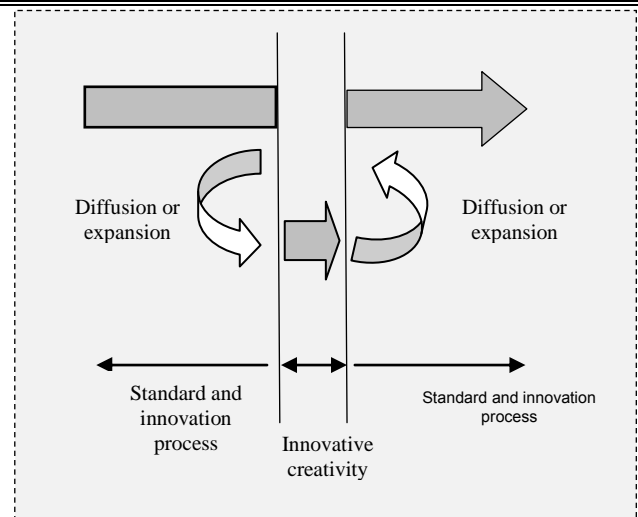 Diffusion or
expansion
Diffusion or
expansion
Standard and
innovation
process
Innovative
creativity
Standard and innovation
process